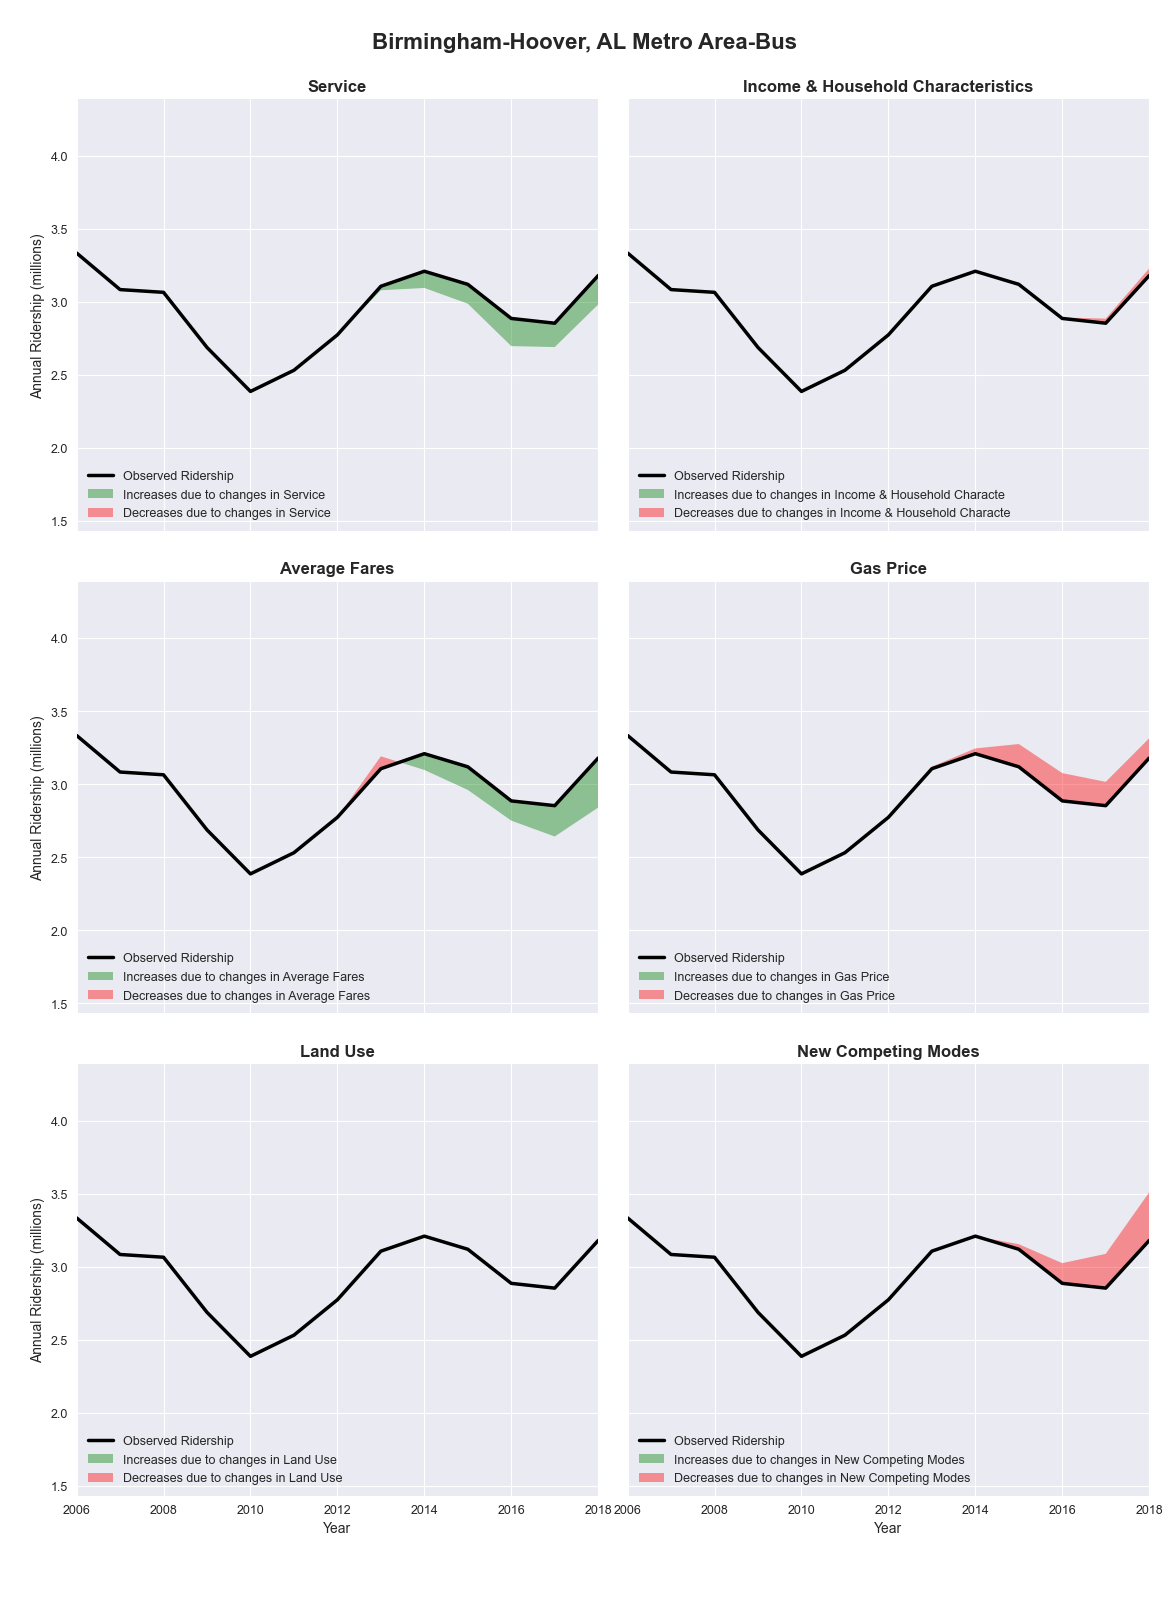 Birmingham-Hoover, AL Metro Area-Bus
Service
Annual Ridership (millions)
4.0
3.5
3.0
2.5
2.0
1.5
Observed Ridership
Increases due to changes in Service
Decreases due to changes in Service
Income & Household Characteristics
Observed Ridership
Increases due to changes in Income & Household Characte
Decreases due to changes in Income & Household Characte
Average Fares
Annual Ridership (millions)
4.0
3.5
3.0
2.5
2.0
1.5
Observed Ridership
Increases due to changes in Average Fares
Decreases due to changes in Average Fares
Gas Price
Observed Ridership
Increases due to changes in Gas Price
Decreases due to changes in Gas Price
Land Use
Annual Ridership (millions)
4.0
3.5
3.0
2.5
2.0
1.5
Observed Ridership
Increases due to changes in Land Use
Decreases due to changes in Land Use
2006 2008 2010 2012 2014 2016 2018
Year
New Competing Modes
Observed Ridership
Increases due to changes in New Competing Modes
Decreases due to changes in New Competing Modes
2006 2008 2010 2012 2014 2016 2018
Year